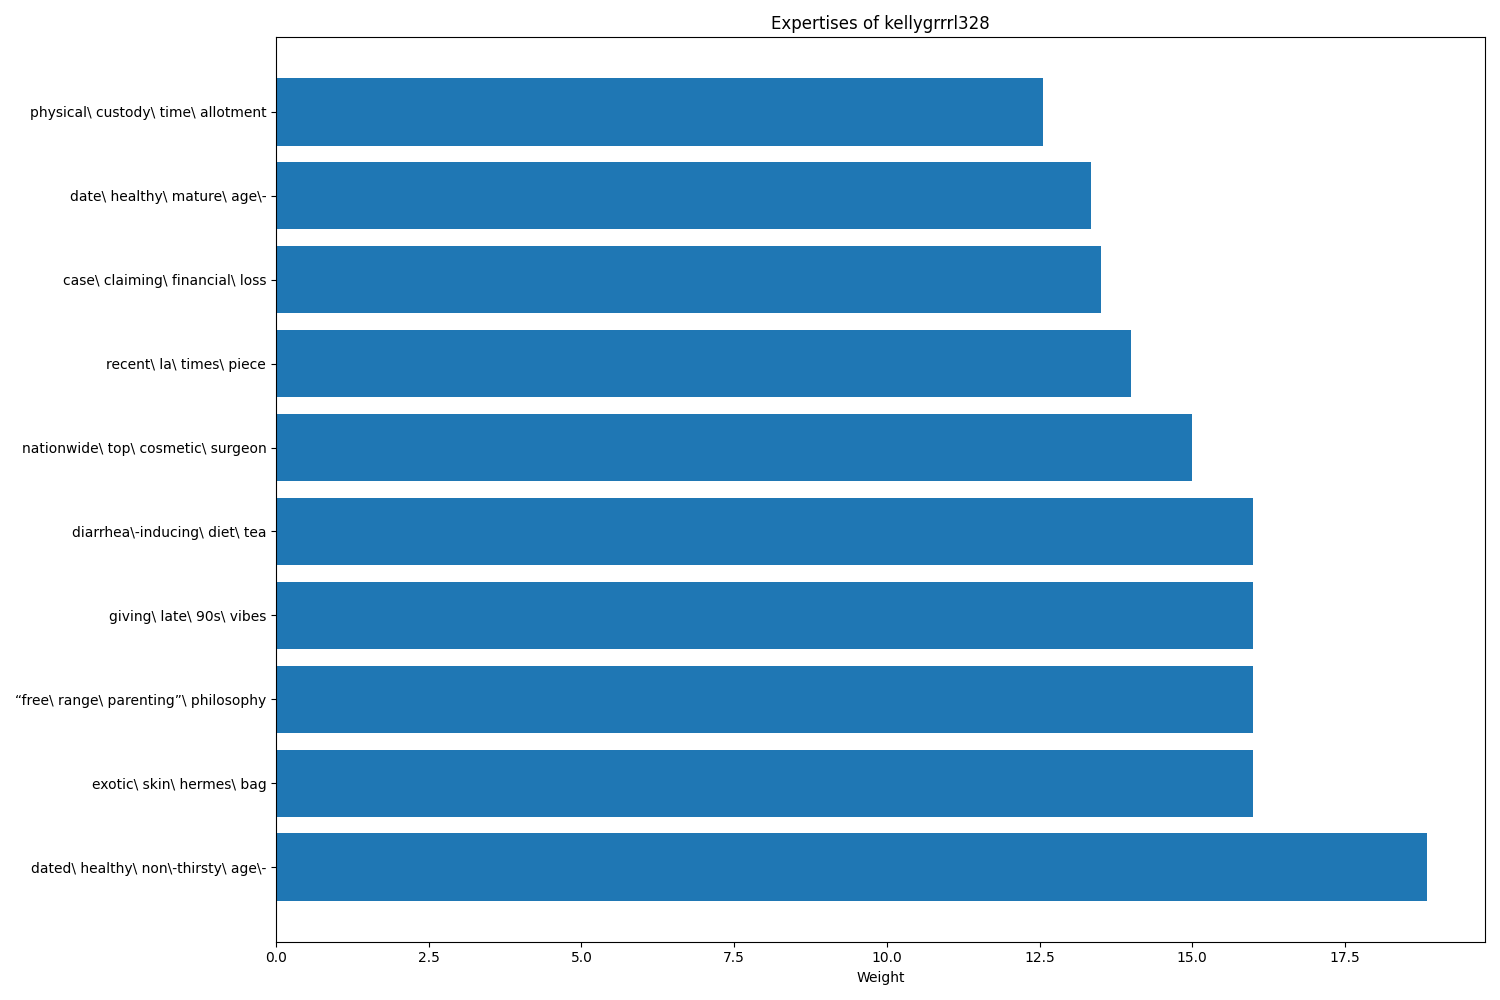 Expertises of kellygrrrl328
physical\ custody\ time\ allotment
date\ healthy\ mature\ age\-
case\ claiming\ financial\ loss
recent\ la\ times\ piece
nationwide\ top\ cosmetic\ surgeon
diarrhea\-inducing\ diet\ tea
giving\ late\ 90s\ vibes
“free\ range\ parenting”\ philosophy
exotic\ skin\ hermes\ bag
dated\ healthy\ non\-thirsty\ age\-
0.0 2.5 5.0 7.5 10.0 12.5 15.0 17.5
Weight